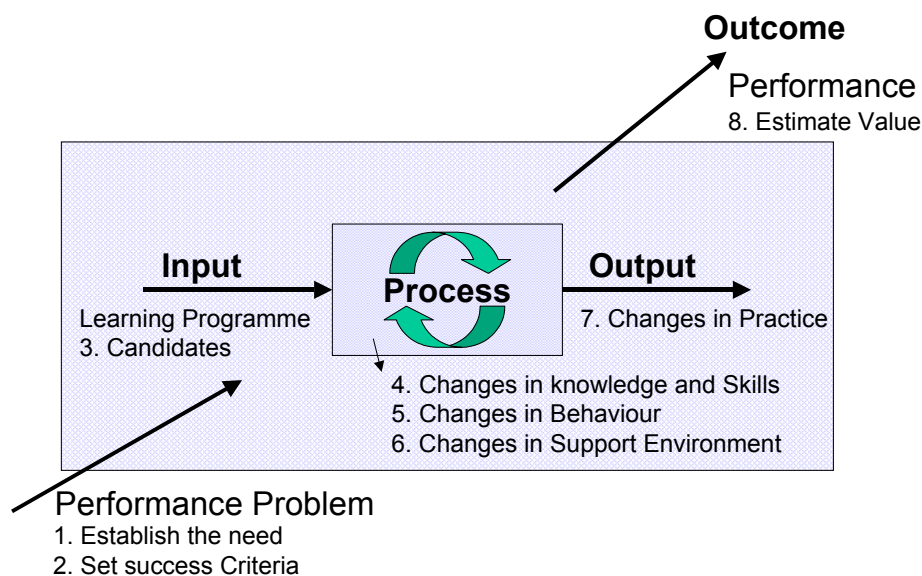 Outcome
Performance
8. Estimate Value
Input
Process
Output
Learning Programme
3. Candidates
7. Changes in Practice
4. Changes in knowledge and Skills
5. Changes in Behaviour
6. Changes in Support Environment
Performance Problem
1. Establish the need
2. Set success Criteria